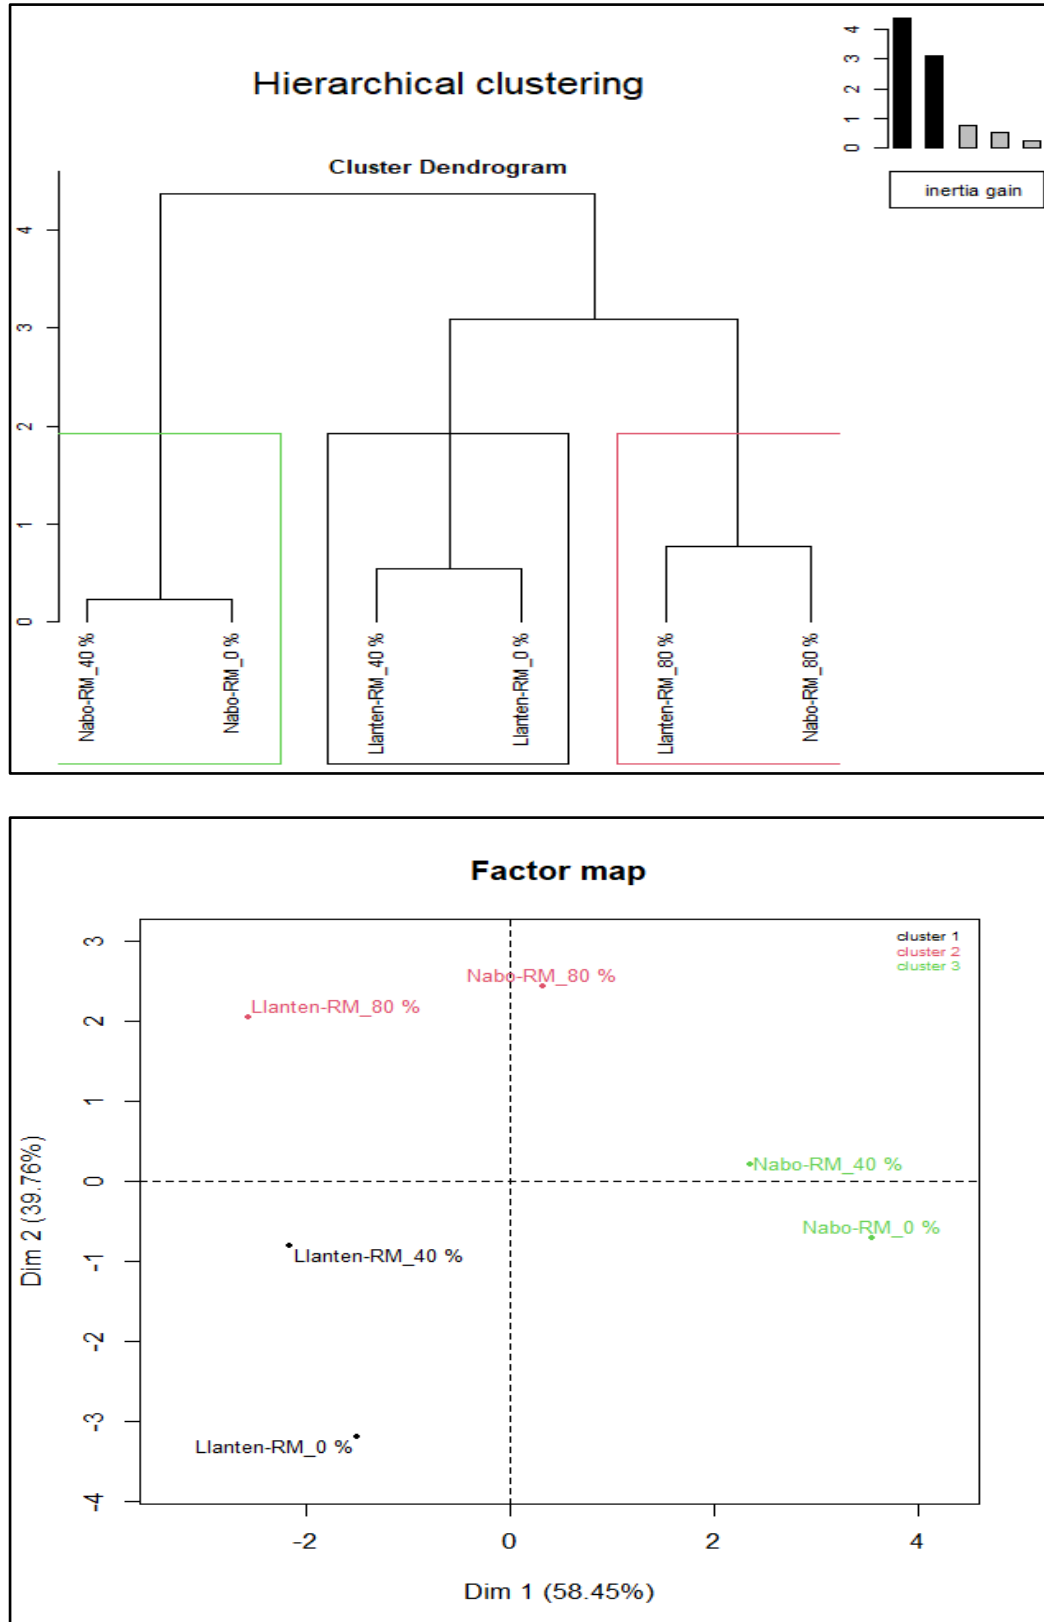 Hierarchical clustering
4
3
2
1
0
inertia gain
Cluster Dendrogram
4
3
2
1
0
Nabo-RM_40 %
Nabo-RM_0 %
Llanten-RM_40 %
Llanten-RM_0 %
Llanten-RM_80 %
Nabo-RM_80 %
Factor map
cluster 1
cluster 2
cluster 3
3
2
1
0
-1
-2
-3
-4
Dim 2 (39.76%)
Nabo-RM_80 %
Llanten-RM_80 %
Nabo-RM_40 %
Nabo-RM_0 %
Llanten-RM_40 %
Llanten-RM_0 %
-2
0
2
4
Dim 1 (58.45%)